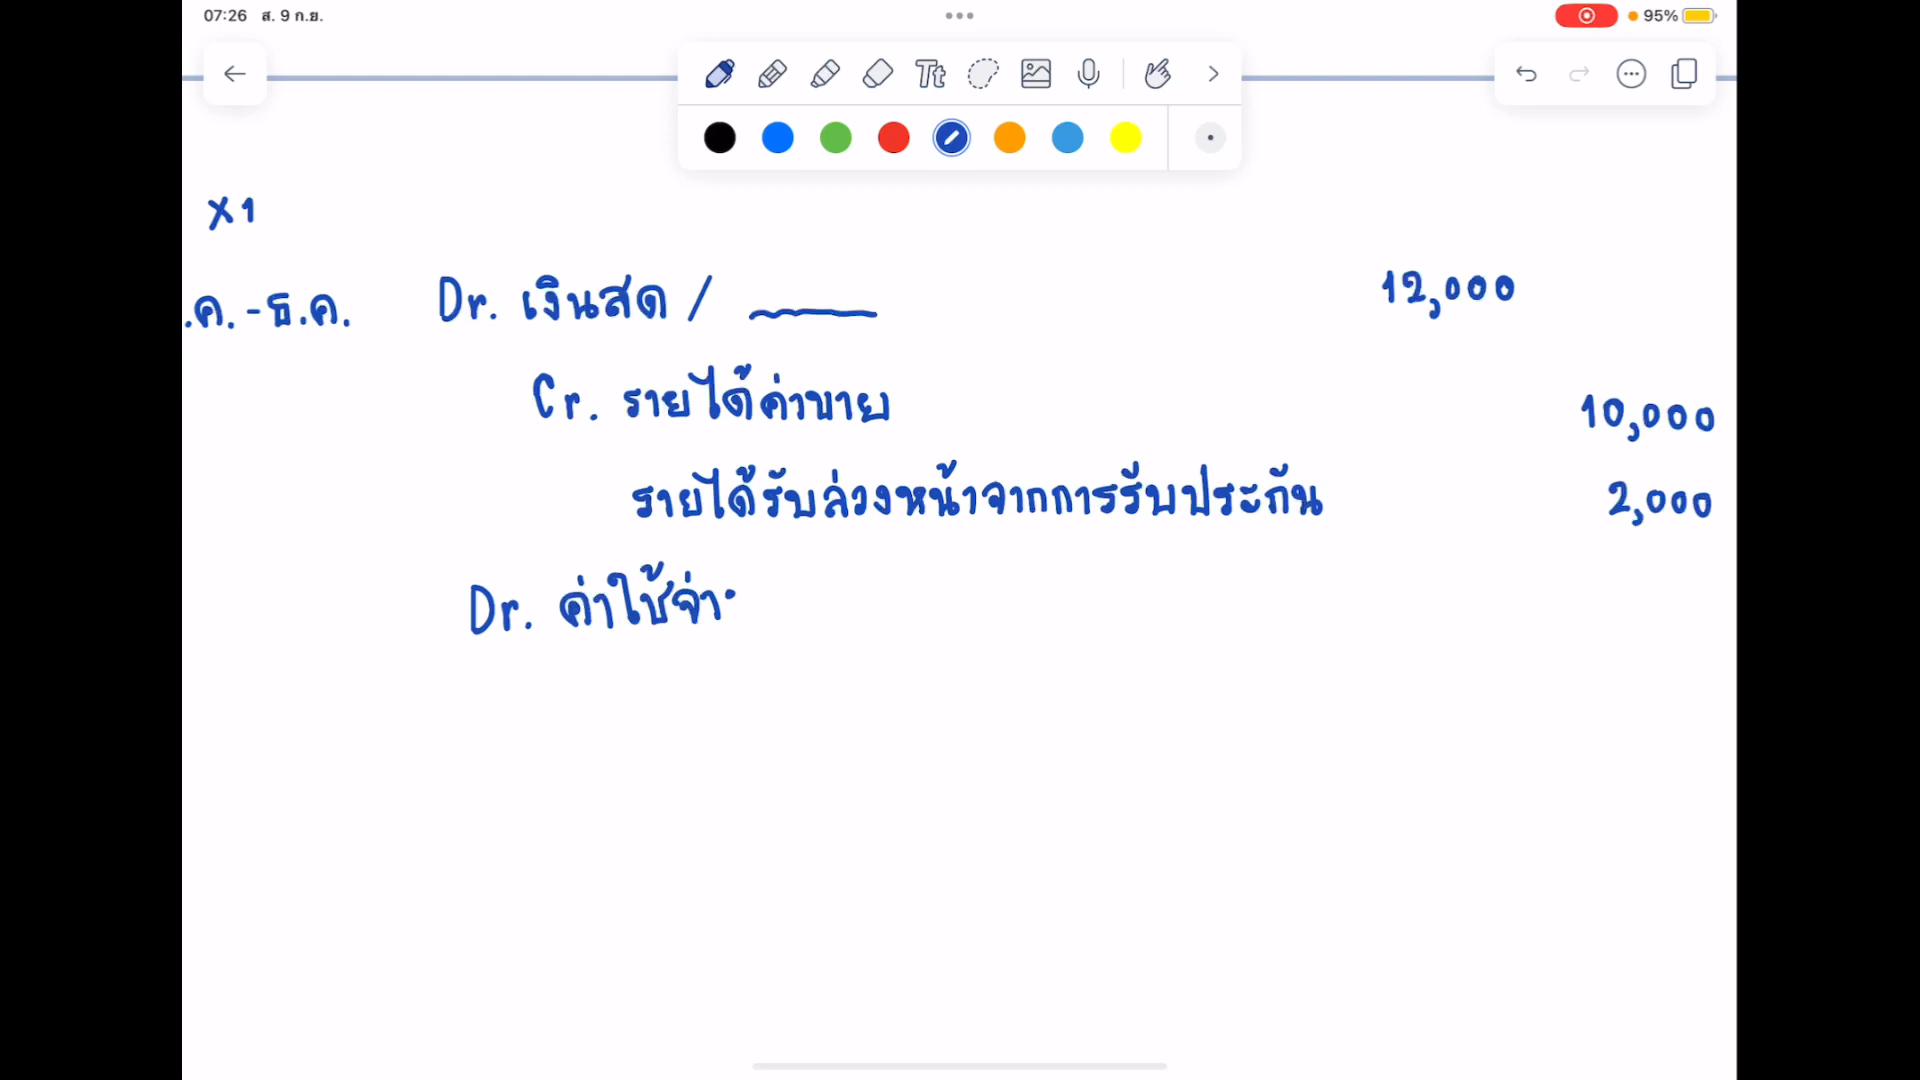 07:26 ส. 9 ก.ย. 95%
Tt
X1
.ค. - ธ.ค. Dr. เงินสด / 12,000
Cr. รายได้ค่าขาย 10,000
รายได้รับล่วงหน้าจากการรับประกัน 2,000
Dr. ค่าใช้จ่า